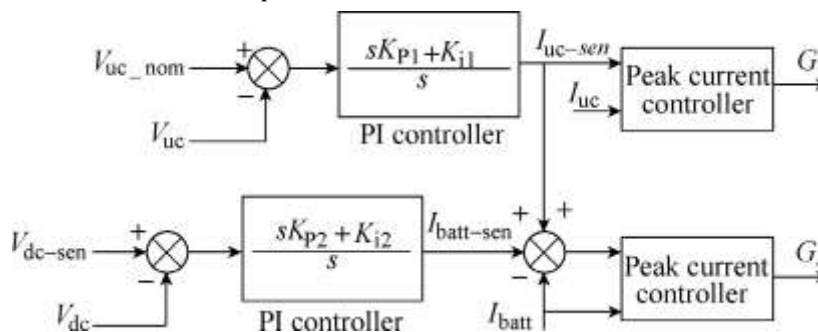 V_uc_nom
+
−
V_uc
sK_P1+K_i1
s
PI controller
I_uc−sen
I_uc
Peak current
controller
G
V_dc−sen
+
−
V_dc
sK_P2+K_i2
s
PI controller
I_batt−sen
+
+
−
I_batt
Peak current
controller
G